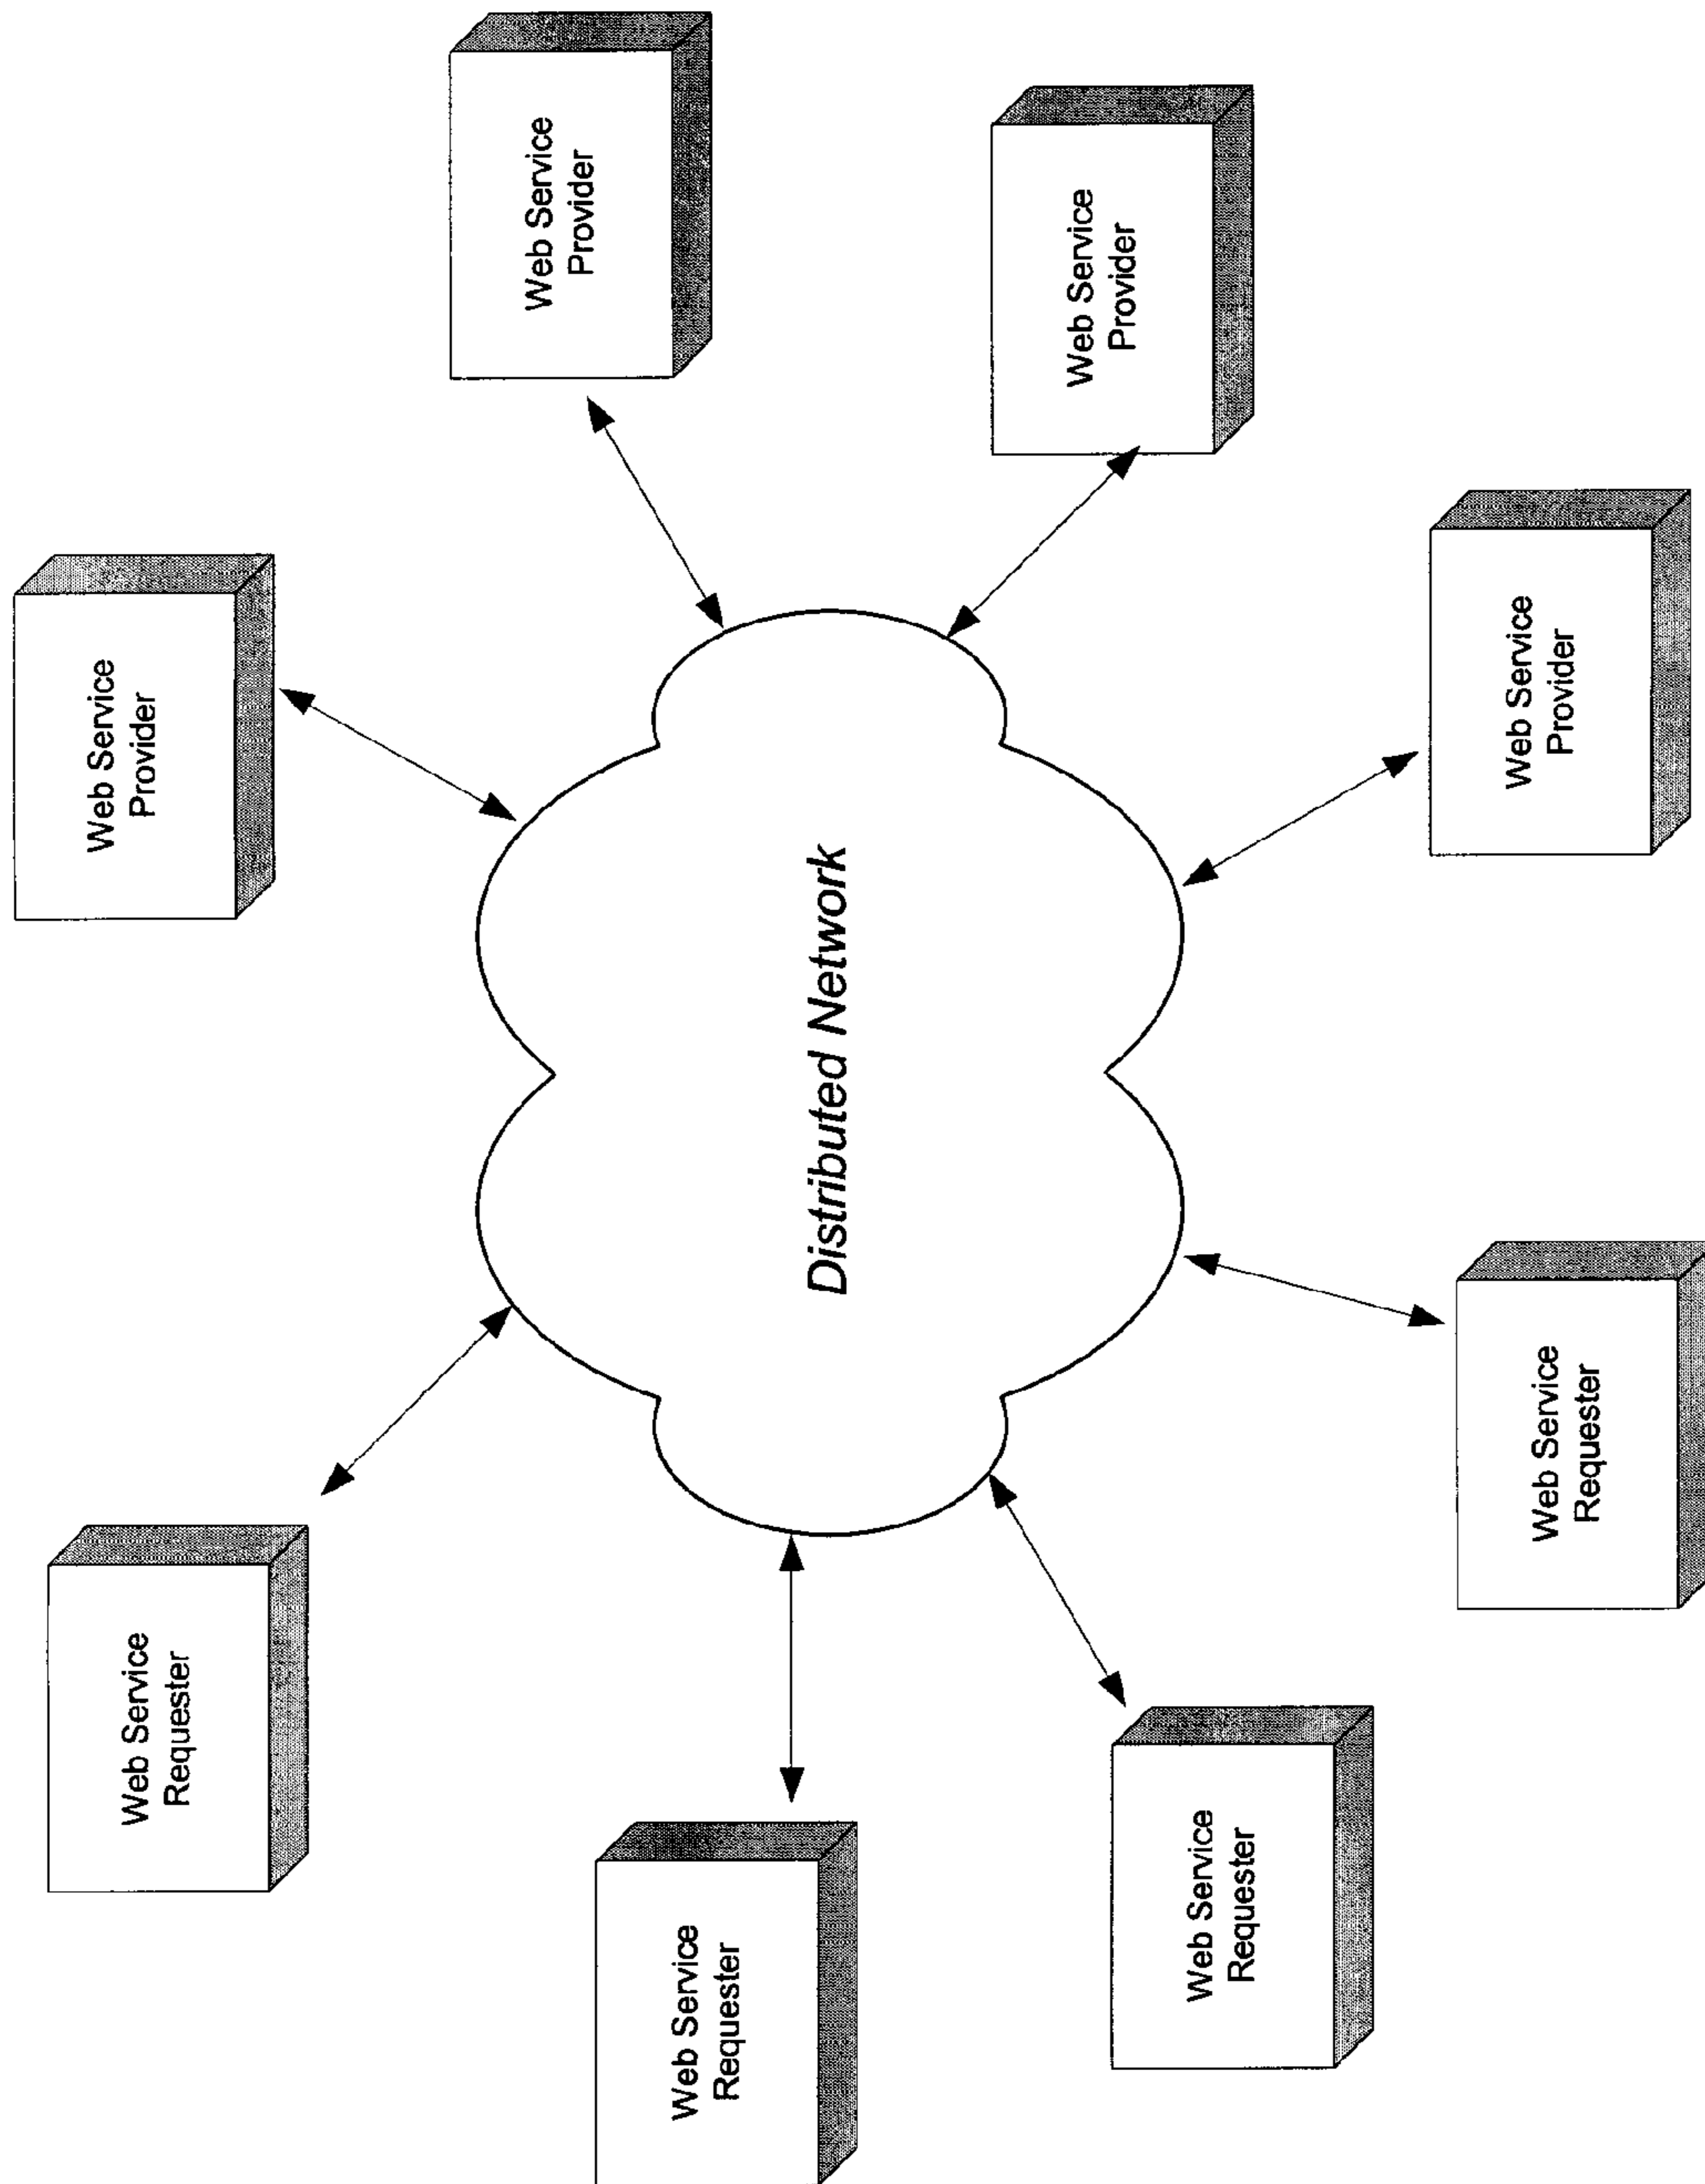 Web Service
Requester
Web Service
Provider
Web Service
Requester
Web Service
Provider
Distributed Network
Web Service
Requester
Web Service
Provider
Web Service
Requester
Web Service
Provider